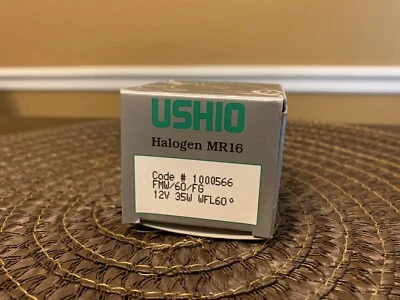 USHIO
Halogen MR16
Code # 1000566
FMW/60/FG
12V 35W WFL60°